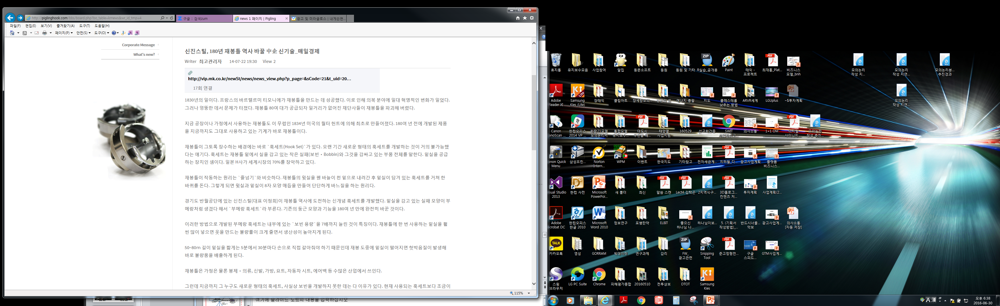 http://piglinghook.com/bbs/board.php?bo_table=krnews&wr_id_tmp=4
구글 :: 검색zum
news 1 페이지 | Pigling
광고 및 미라클로스 | 내게쓴편...
파일(F) 편집(E) 보기(V) 즐겨찾기(A) 도구(T) 도움말(H)
페이지(P) 안전(S) 도구(O)
Corporate Message
What's new?
신진스틸, 180년 재봉틀 역사 바꿀 中企 신기술_매일경제
Writer 최고관리자 14-07-22 19:30 View 2
http://vip.mk.co.kr/newSt/news/news_view.php?p_page=&sCode=21&t_uid=20…
17회 연결
1830년의 일이다. 프랑스의 바르텔르미 티모니에가 재봉틀을 만드는 데 성공했다. 이로 인해 의복 분야에 일대 혁명적인 변화가 일었다.
그러나 엉뚱한 데서 문제가 터졌다. 재봉틀 80여 대가 공급되자 일거리가 없어진 재단사들이 재봉틀을 파괴해 버렸다.
지금 공장이나 가정에서 사용하는 재봉틀도 이 무렵인 1834년 미국의 월터 헌트에 의해 최초로 만들어졌다. 180여 년 전에 개발된 제품
을 지금까지도 그대로 사용하고 있는 기계가 바로 재봉틀이다.
재봉틀이 그토록 장수하는 배경에는 바로 `훅세트(Hook Set)`가 있다. 오랜 기간 새로운 형태의 훅세트를 개발하는 것이 거의 불가능했
다는 얘기다. 훅세트는 재봉틀 밑에서 실을 감고 있는 작은 실패(보빈·Bobbin)와 그것을 감싸고 있는 부품 전체를 말한다. 밑실을 공급
하는 장치인 셈이다. 일본 H사가 세계시장의 70%를 장악하고 있다.
재봉틀이 작동하는 원리는 `줄넘기`와 비슷하다. 재봉틀의 윗실을 꿴 바늘이 천 밑으로 내려간 후 밑실이 담겨 있는 훅세트를 거쳐 한
바퀴를 돈다. 그렇게 되면 윗실과 밑실이 8자 모양 매듭을 만들어 단단하게 바느질을 하는 원리다.
경기도 반월공단에 있는 신진스틸(대표 이정희)이 재봉틀 역사에 도전하는 신개념 훅세트를 개발했다. 밑실을 감고 있는 실패 모양이 부
메랑처럼 생겼다 해서 `부메랑 훅세트`라 부른다. 기존의 둥근 모양과 기능을 180여 년 만에 완전히 바꾼 것이다.
이러한 방법으로 개발된 부메랑 훅세트는 내부에 있는 `보빈 용량`을 7배까지 늘린 것이 특징이다. 재봉틀에 한 번 사용하는 밑실을 훨
씬 많이 넣으면 옷을 만드는 불량률이 크게 줄면서 생산성이 높아지게 된다.
50~80m 길이 밑실을 짧게는 5분에서 30분마다 손으로 직접 갈아줘야 하기 때문인데 재봉 도중에 밑실이 떨어지면 헛박음질이 발생해
바로 불량품을 배출하게 된다.
재봉틀은 가정은 물론 봉제·의류, 신발, 가방, 요트, 자동차 시트, 에어백 등 수많은 산업에서 쓰인다.
그런데 지금까지 그 누구도 새로운 형태의 훅세트, 사실상 보빈을 개발하지 못한 데는 다 이유가 있다. 현재 사용되는 훅세트보다 조금이
115%
여기에 슬라이드 노트의 내용을 입력하십시오
휴지통 유지보수모음 사업참여 알집 동문소프트 동원 동원 및 기타 R실습_공개용 Paint 태익 - 프로젝트 최재홍_Plat... 비즈니스 모델_bnh 모의논리 작성 지... 모의논리 작성 지연... 모의논리분... 추진경과
Adobe Reader XI Samsung Kies (Lite) 장태익 클립아트 장세창모의... 에너지 총괄 지도 콜레스테롤 낮추는 방법 ARVR세계 LGUplus ~$투자계획 모의논리 작성 지연...
Canon 한컴오피스 2014 VP ... 화랑21모델 모의논리서 통합모델 유지보수... 대도시 태양열 사업지원 160529 선교회간증 SWIT 의사소통 1+1 OM 디지털 사이니지... 모의논리 작성 추진...
Canon Quick Menu 삼성프린... Norton Intern... WPM 이밴트 한국지도 기타참고 전자세금계... 지하철_디... 광고사업계획 플랫폼 비즈니스...
Visual Studio 2013 한컴 사전 Microsoft PowerPoi... 새 폴더 최신 말씀 스캔 Lect4 김탁곤 2지역식구... 3D홀로그... 컨텐츠 저... 투자계획 사업계획(2...
Adobe Acrobat DC 한컴오피스 한글 2010 Microsoft Word 2010 정보연구 포병탄약 ELBIT 좋으신 하나님 나... 하나님이보... 5. (기획서 작성방법)_... 반드시너를... 악보 광고사업계... 의사소통 [자동 저장]
카카오톡 영성 GORRAM 빅데이터 연구과제 감리 FW_ 광고관련 Snipping Tool 준고정형전... 구글 스피드... GTM사업계...
스윙 브라우저 LG PC Suite Chrome 피해평가종합 20160510 전투상보 DTOT Samsung Kies
A 漢
오후 6:38
2016-06-30